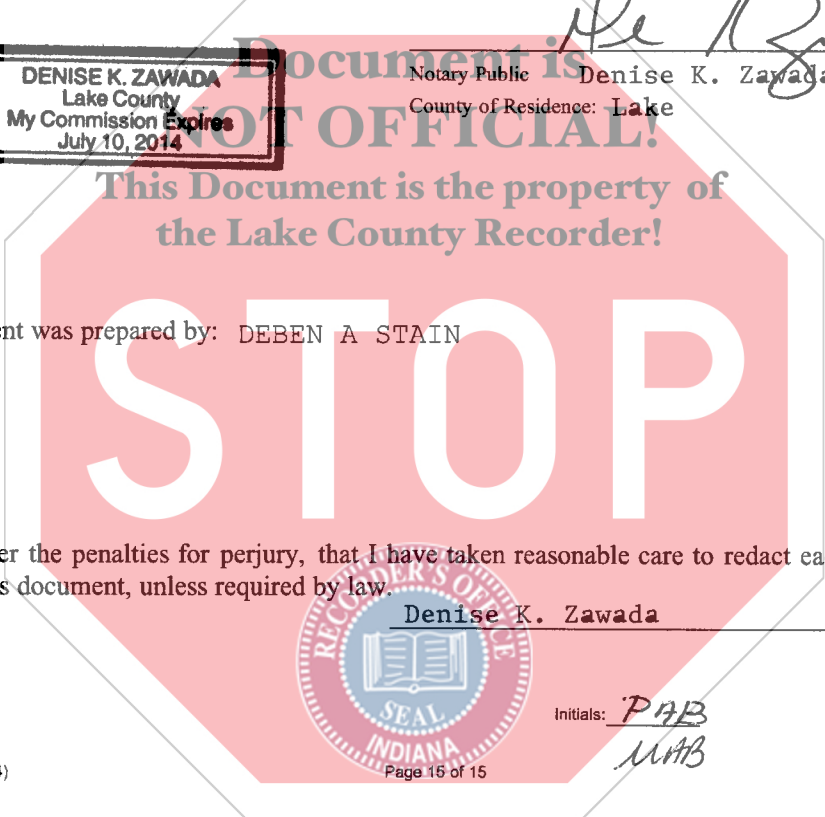 Document is
NOT OFFICIAL!
This Document is the property of
the Lake County Recorder!
STOP
DENISE K. ZAWADA
Lake County
My Commission Expires
July 10, 2014
Notary Public Denise K. Zawada
County of Residence: Lake
nt was prepared by: DEBEN A STAIN
er the penalties for perjury, that I have taken reasonable care to redact ea
s document, unless required by law.
Denise K. Zawada
RECORDER'S OFFICE
SEAL
INDIANA
Initials: PAB
MAB
)
Page 15 of 15